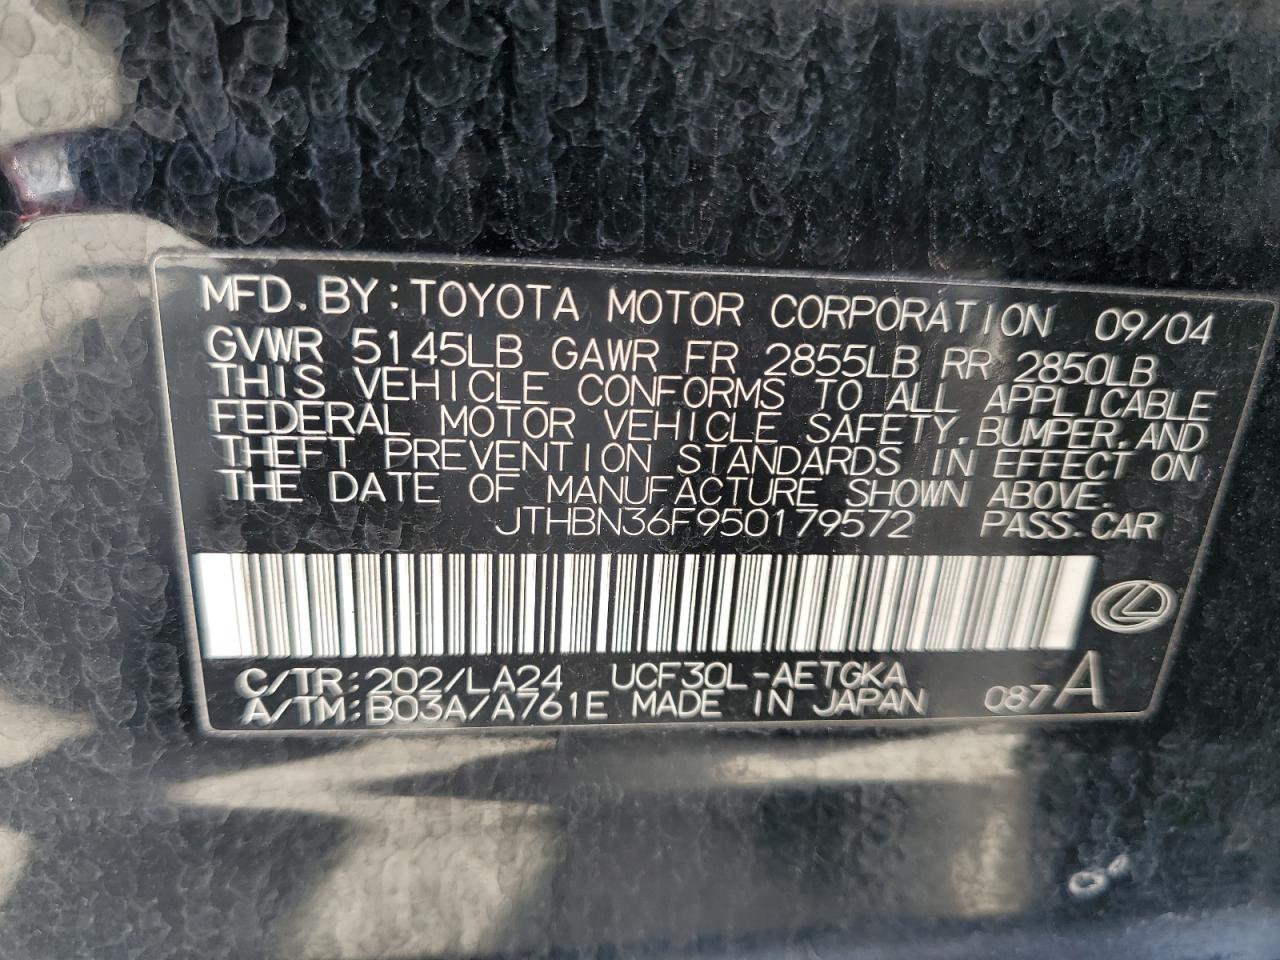 MFD. BY: TOYOTA MOTOR CORPORATION 09/04
GVWR 5145LB GAWR FR 2855LB RR 2850LB
THIS VEHICLE CONFORMS TO ALL APPLICABLE
FEDERAL MOTOR VEHICLE SAFETY, BUMPER, AND
THEFT PREVENTION STANDARDS IN EFFECT ON
THE DATE OF MANUFACTURE SHOWN ABOVE.
JTHBN36F950179572 PASS. CAR
C/TR: 202/LA24 UCF30L-AETGKA
A/TM: B03A/A761E MADE IN JAPAN 087 A